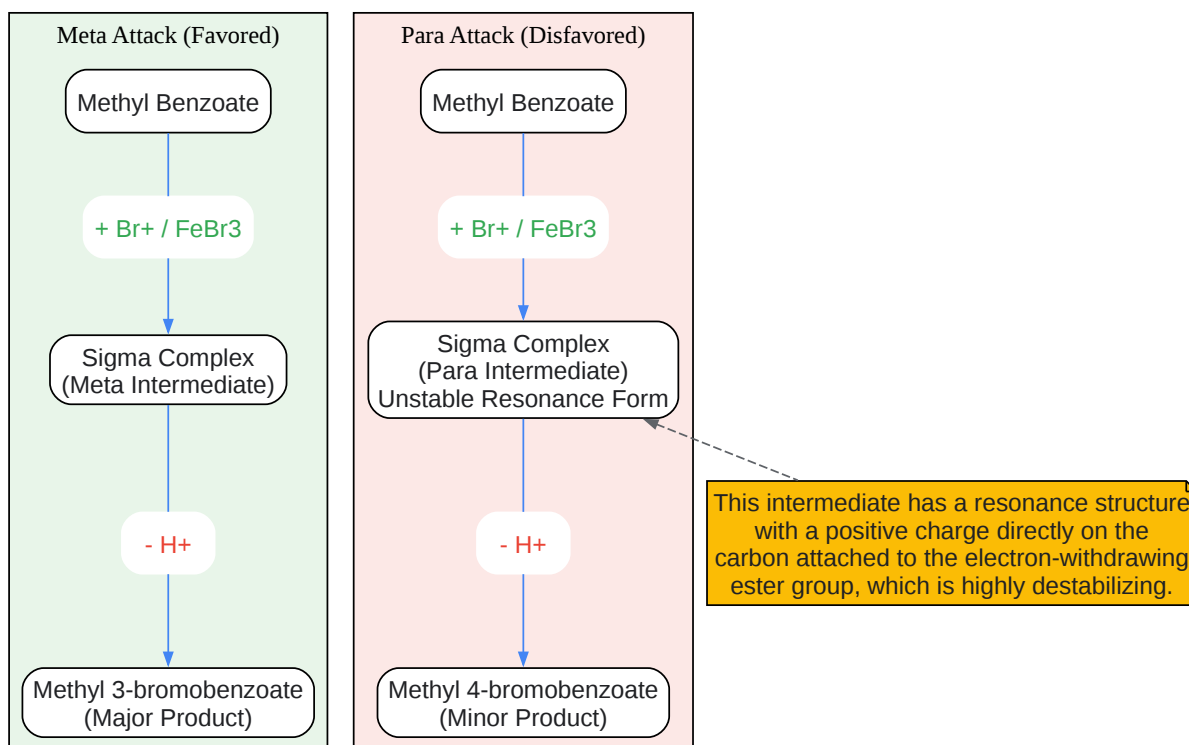 Meta Attack (Favored)
Methyl Benzoate
+ Br+ / FeBr3
Sigma Complex
(Meta Intermediate)
- H+
Methyl 3-bromobenzoate
(Major Product)
Para Attack (Disfavored)
Methyl Benzoate
+ Br+ / FeBr3
Sigma Complex
(Para Intermediate)
Unstable Resonance Form
- H+
Methyl 4-bromobenzoate
(Minor Product)
This intermediate has a resonance structure
with a positive charge directly on the
carbon attached to the electron-withdrawing
ester group, which is highly destabilizing.